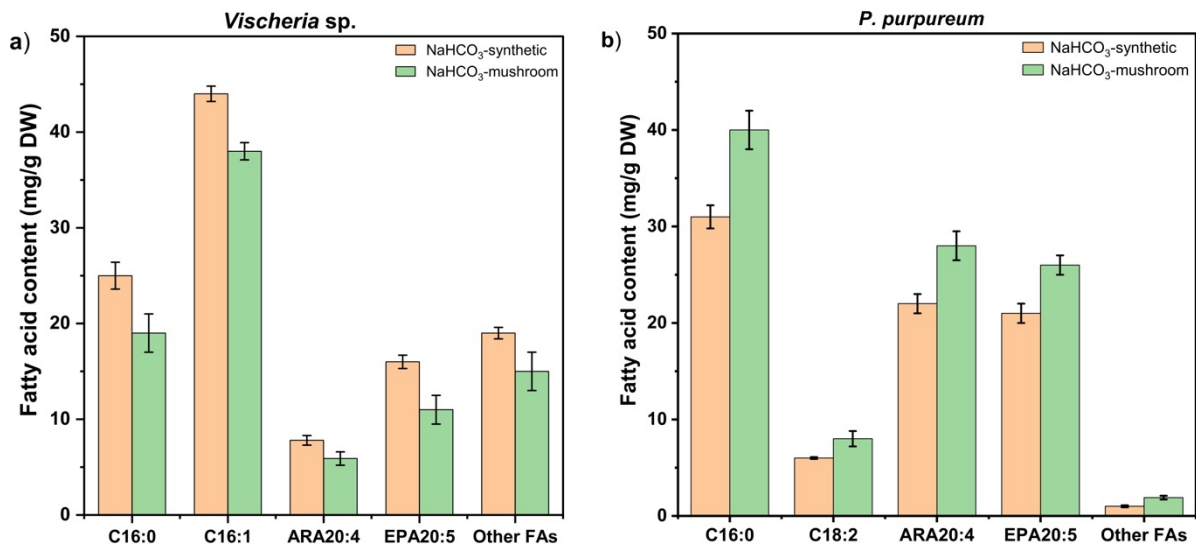 a)
Vischeria sp.
NaHCO₃-synthetic
NaHCO₃-mushroom
Fatty acid content (mg/g DW)
50
40
30
20
10
0
C16:0 C16:1 ARA20:4 EPA20:5 Other FAs
b)
P. purpureum
NaHCO₃-synthetic
NaHCO₃-mushroom
Fatty acid content (mg/g DW)
50
40
30
20
10
0
C16:0 C18:2 ARA20:4 EPA20:5 Other FAs